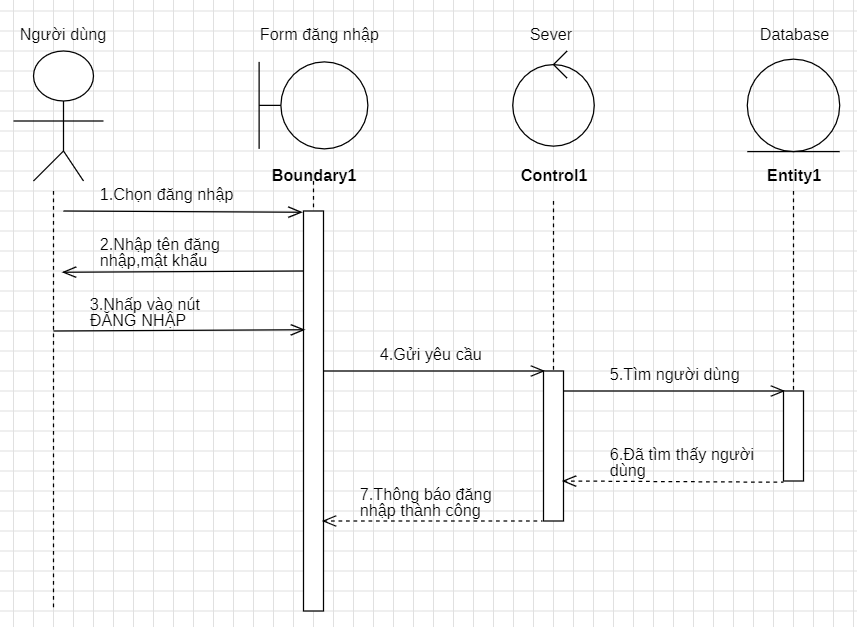 Người dùng
Form đăng nhập
Sever
Database
Boundary1
Control1
Entity1
1.Chọn đăng nhập
2.Nhập tên đăng
nhập,mật khẩu
3.Nhấp vào nút
ĐĂNG NHẬP
4.Gửi yêu cầu
5.Tìm người dùng
6.Đã tìm thấy người
dùng
7.Thông báo đăng
nhập thành công